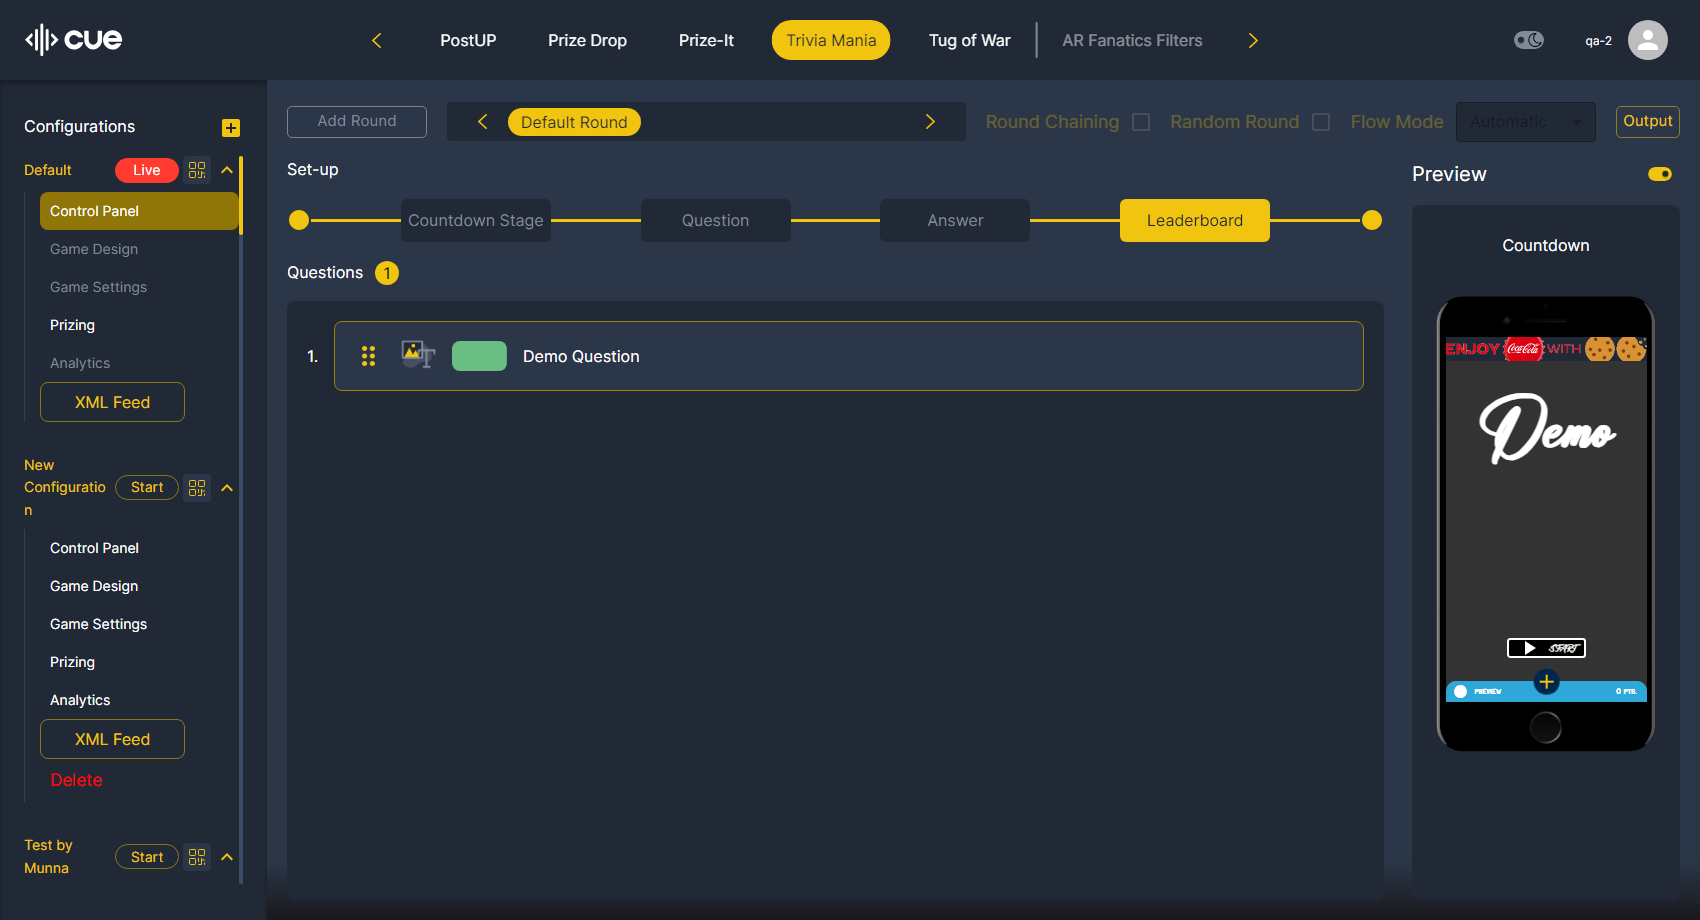 cue
PostUP
Prize Drop
Prize-It
Trivia Mania
Tug of War
AR Fanatics Filters
qa-2
Configurations
Default
Live
Control Panel
Game Design
Game Settings
Prizing
Analytics
XML Feed
New
Configuratio
n
Start
Control Panel
Game Design
Game Settings
Prizing
Analytics
XML Feed
Delete
Test by
Munna
Start
Add Round
Default Round
Round Chaining
Random Round
Flow Mode
Automatic
Output
Set-up
Countdown Stage
Question
Answer
Leaderboard
Questions 1
1.
T
Demo Question
Preview
Countdown
ENJOY Coca-Cola WITH
Demo
START
PREVIEW
0 PTS.